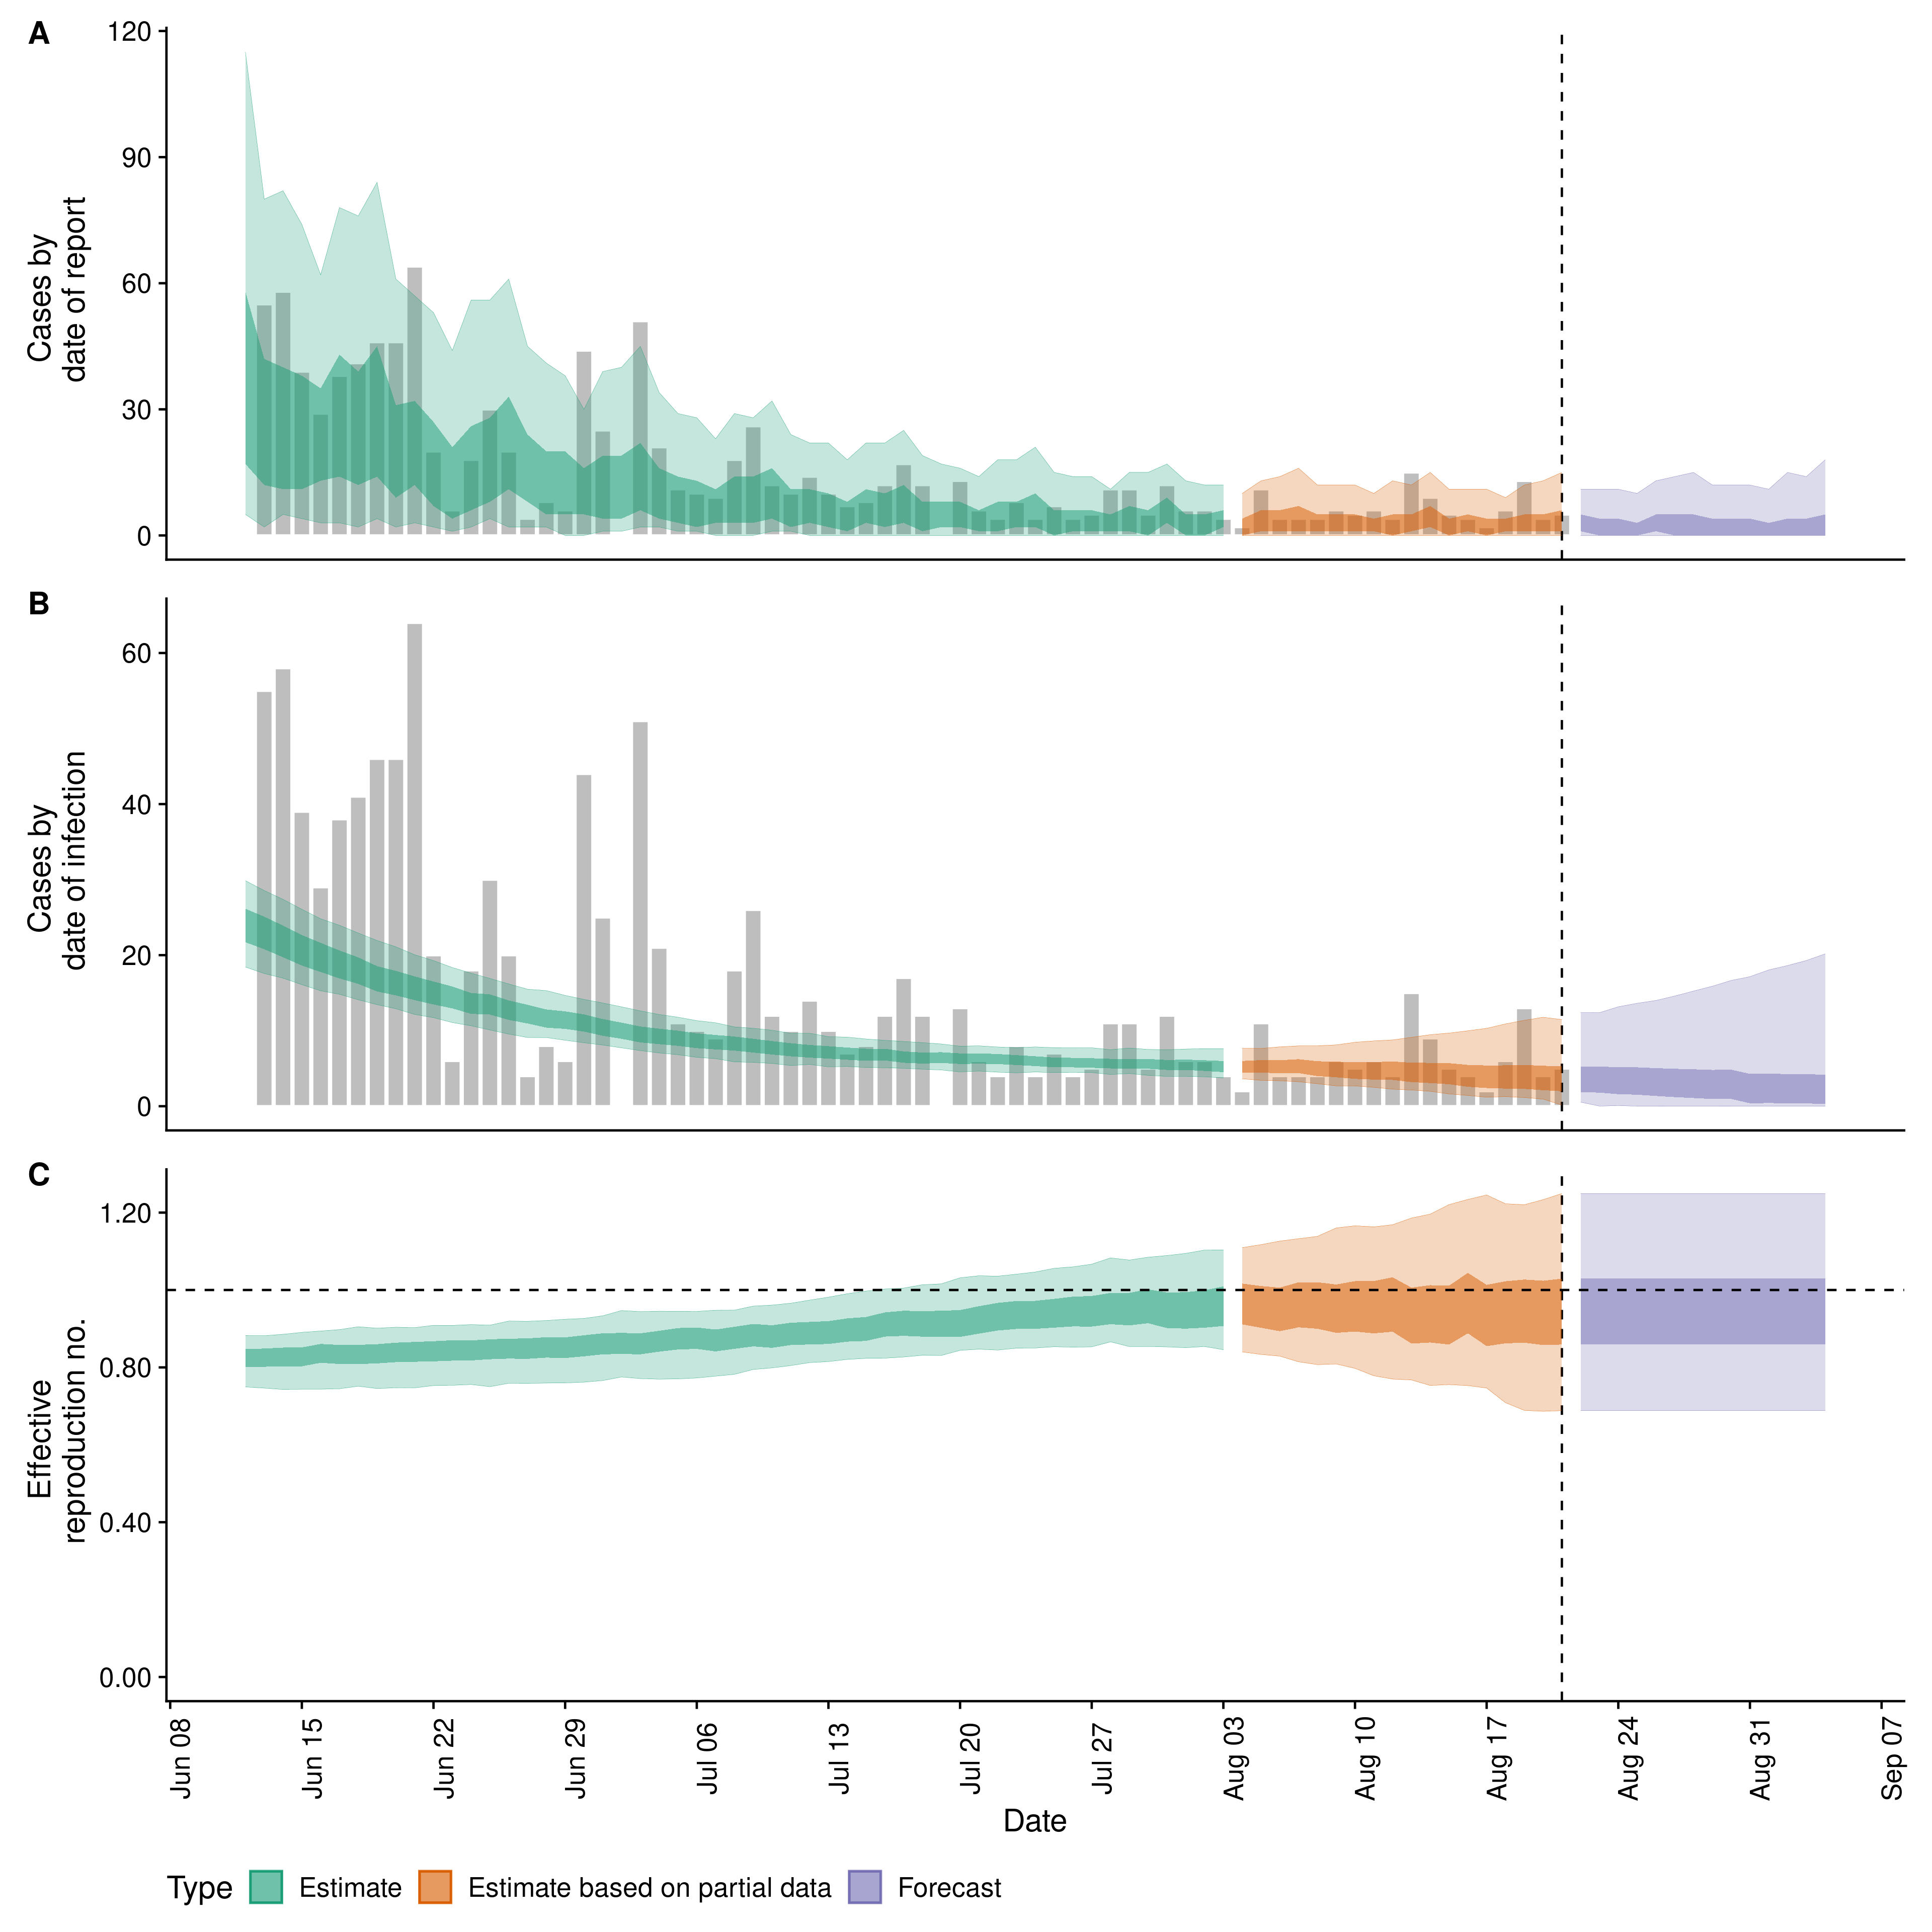 A
120
90
60
30
0
Cases by
date of report
B
60
40
20
0
Cases by
date of infection
C
1.20
0.80
0.40
0.00
Effective
reproduction no.
Jun 08
Jun 15
Jun 22
Jun 29
Jul 06
Jul 13
Jul 20
Jul 27
Aug 03
Aug 10
Aug 17
Aug 24
Aug 31
Sep 07
Date
Type Estimate Estimate based on partial data Forecast